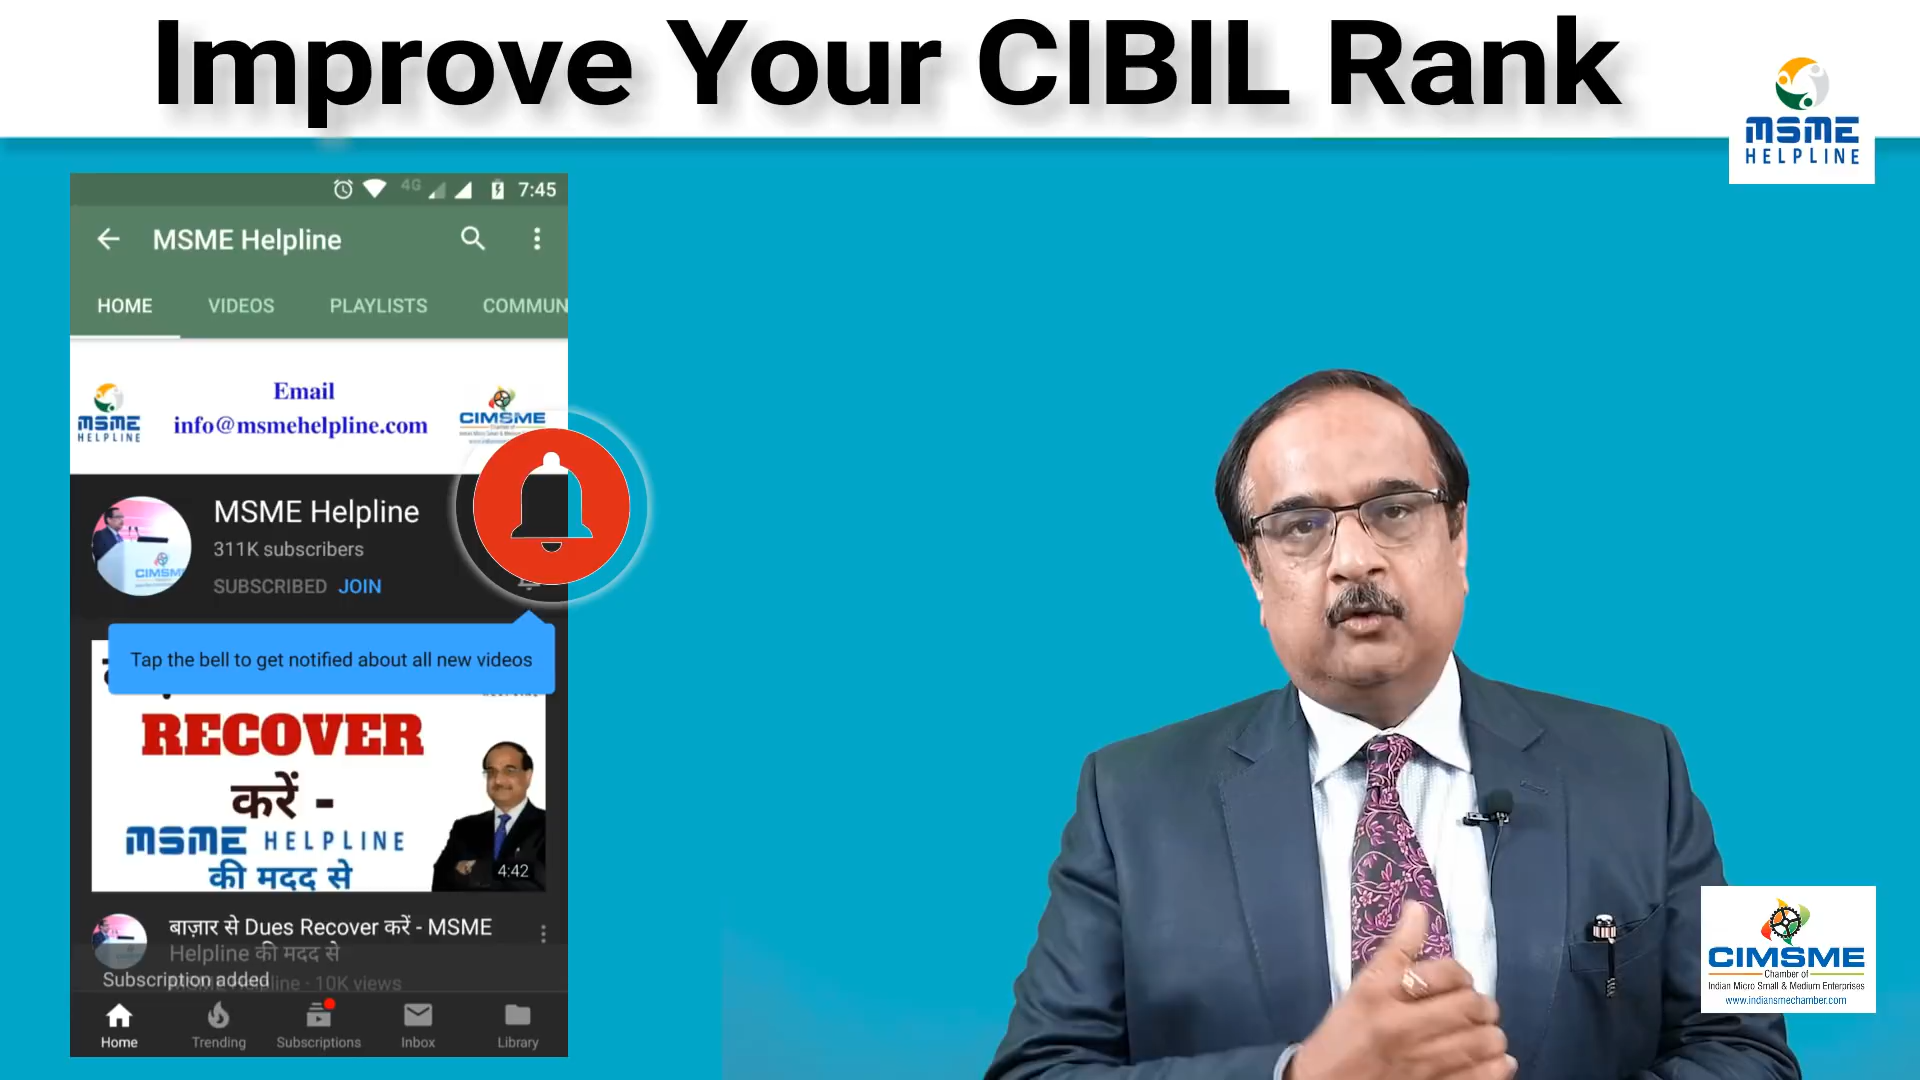 Improve Your CIBIL Rank
MSME
HELPLINE
4G
7:45
MSME Helpline
HOME
VIDEOS
PLAYLISTS
COMMUN
Email
info@msmehelpline.com
MSME
HELPLINE
CIMSME
MSME Helpline
311K subscribers
SUBSCRIBED JOIN
Tap the bell to get notified about all new videos
RECOVER
करें -
MSME HELPLINE
की मदद से
4:42
CIMSME
बाज़ार से Dues Recover करें - MSME
Helpline की मदद से
Subscription added
10K views
Home
Trending
Subscriptions
Inbox
Library
CIMSME
Chamber of
Indian Micro Small & Medium Enterprises
www.indiansmechamber.com